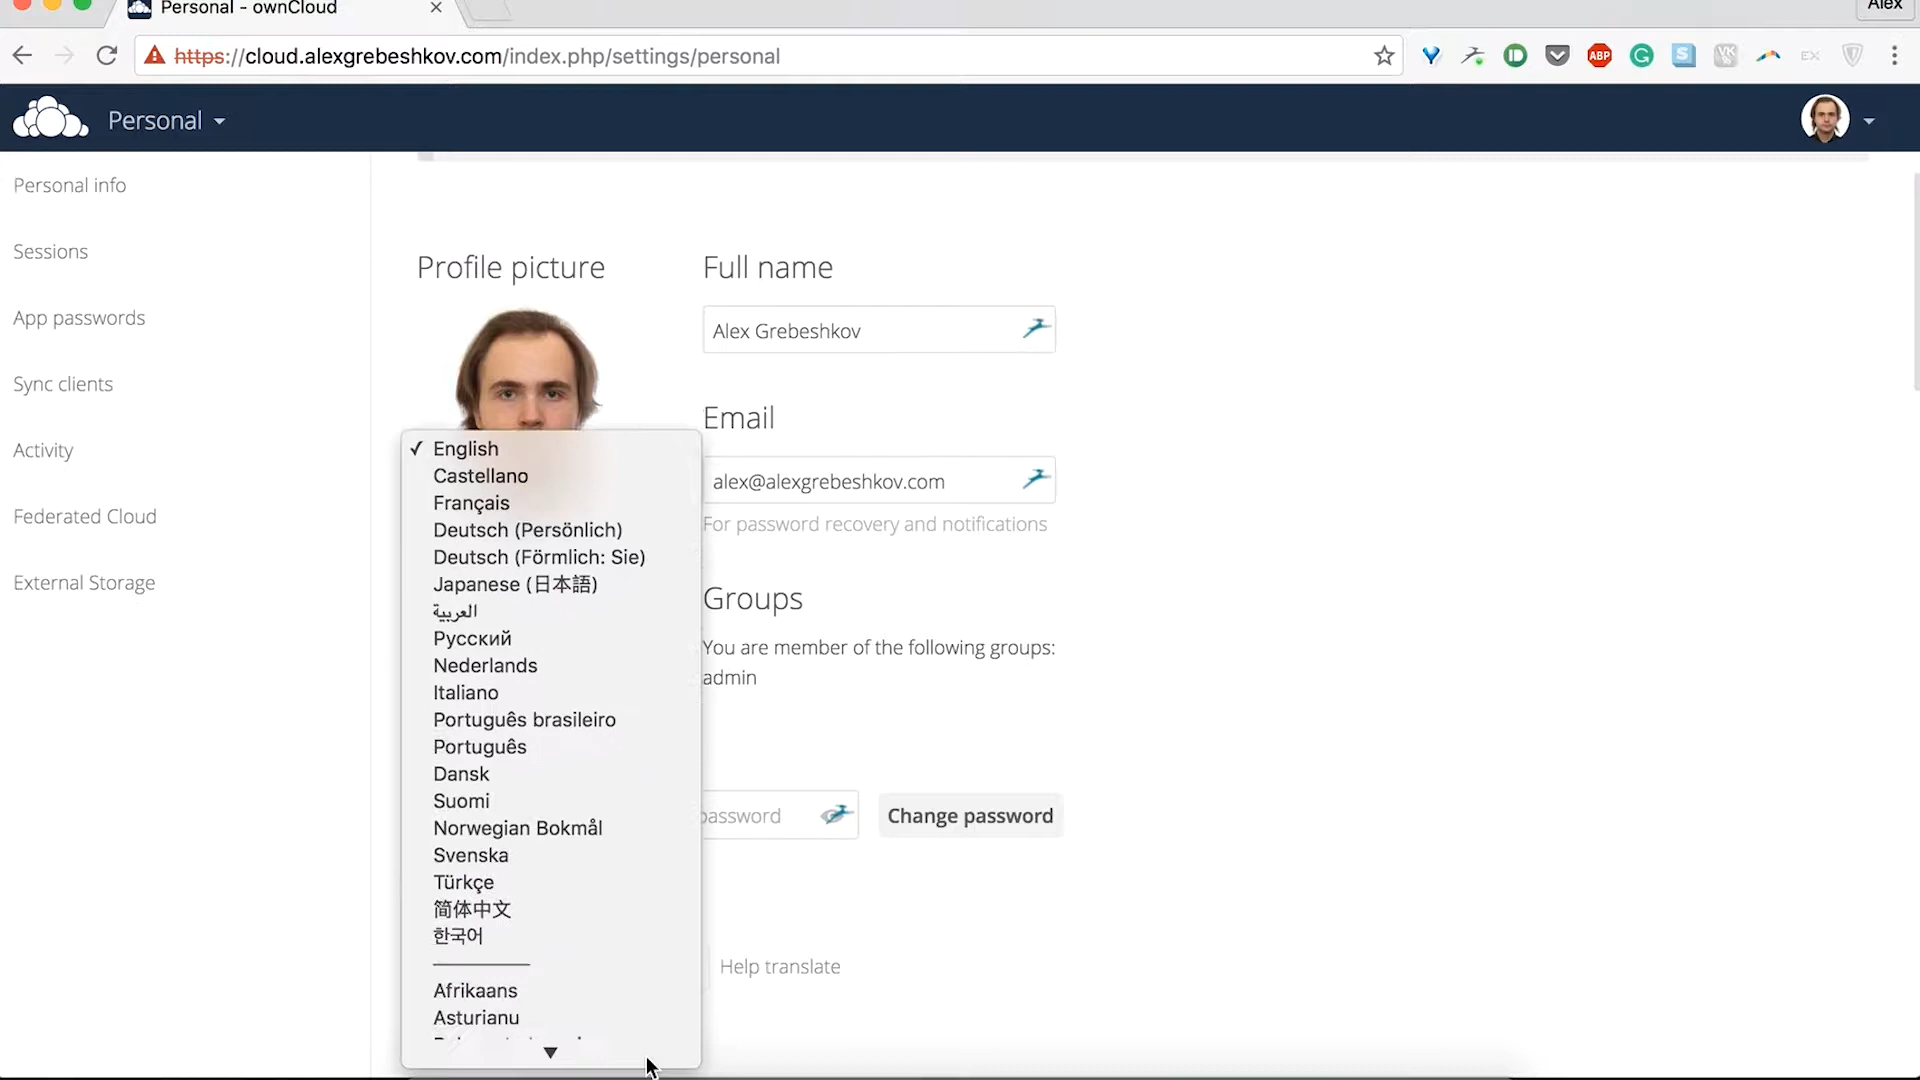 Personal - ownCloud
Alex
https://cloud.alexgrebeshkov.com/index.php/settings/personal
ABP
G
S
VK
EX
Personal
Personal info
Sessions
App passwords
Sync clients
Activity
Federated Cloud
External Storage
Profile picture
Full name
Alex Grebeshkov
Email
alex@alexgrebeshkov.com
For password recovery and notifications
Groups
You are member of the following groups:
admin
password
Change password
Help translate
✓ English
Castellano
Français
Deutsch (Persönlich)
Deutsch (Förmlich: Sie)
Japanese (日本語)
العربية
Русский
Nederlands
Italiano
Português brasileiro
Português
Dansk
Suomi
Norwegian Bokmål
Svenska
Türkçe
简体中文
한국어
Afrikaans
Asturianu